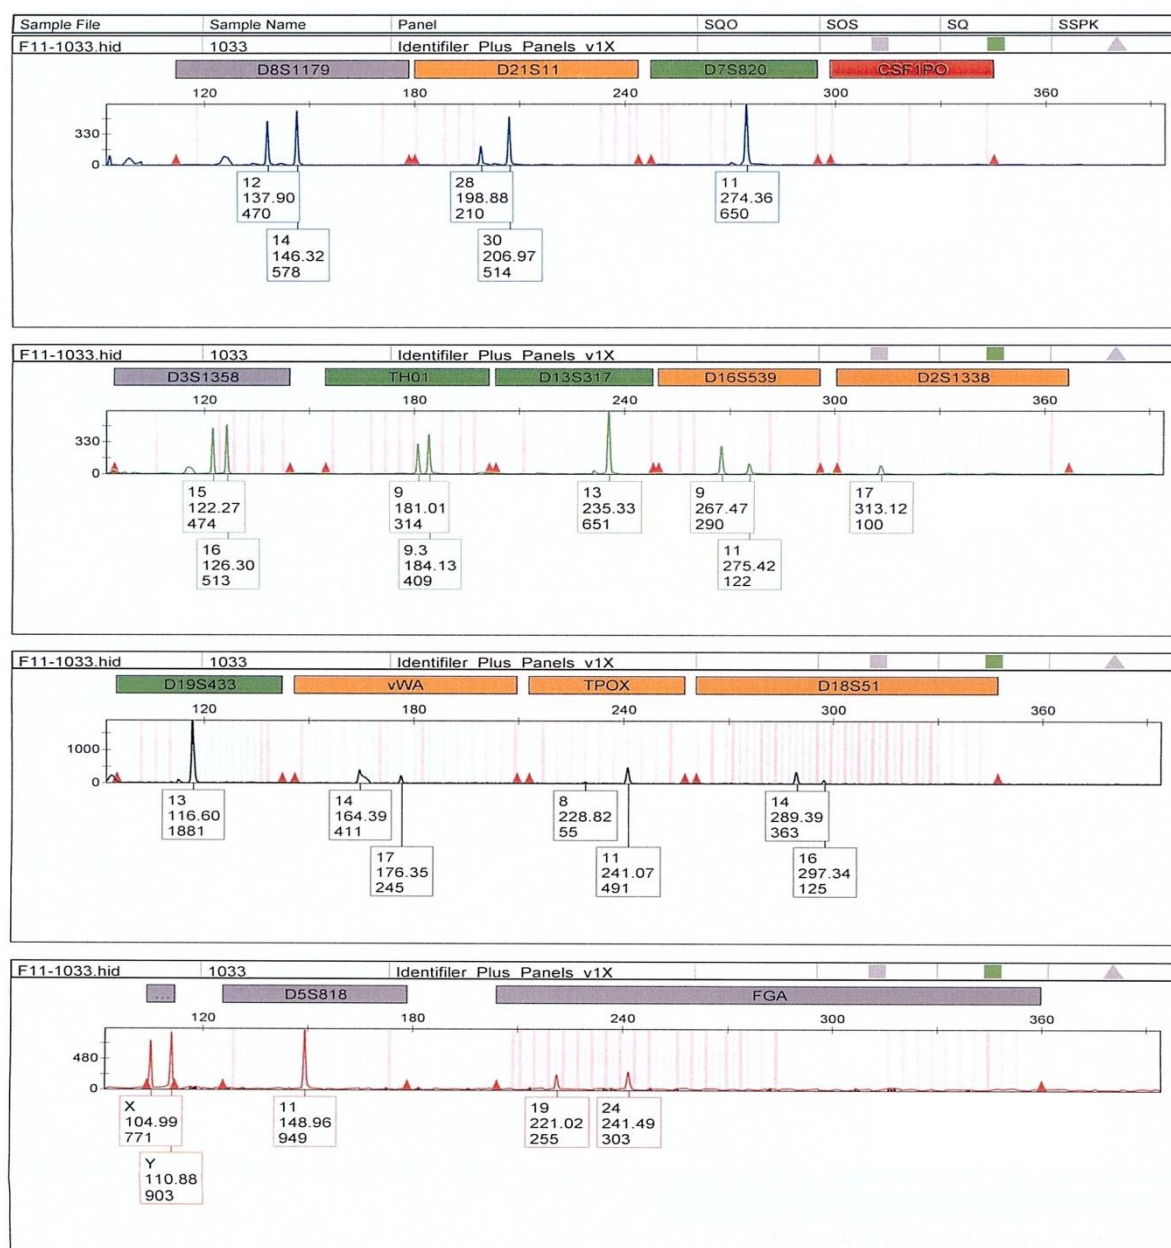 Sample File Sample Name Panel SQO SOS SQ SSPK
F11-1033.hid 1033 Identifiler_Plus_Panels_v1X
D8S1179 D21S11 D7S820 CSF1PO
120 180 240 300 360
330
0
12 28 11
137.90 198.88 274.36
470 210 650
14 30
146.32 206.97
578 514
F11-1033.hid 1033 Identifiler_Plus_Panels_v1X
D3S1358 TH01 D13S317 D16S539 D2S1338
120 180 240 300 360
330
0
15 9 13 9 17
122.27 181.01 235.33 267.47 313.12
474 314 651 290 100
16 9.3 11
126.30 184.13 275.42
513 409 122
F11-1033.hid 1033 Identifiler_Plus_Panels_v1X
D19S433 vWA TPOX D18S51
120 180 240 300 360
1000
0
13 14 8 14
116.60 164.39 228.82 289.39
1881 411 55 363
17 11 16
176.35 241.07 297.34
245 491 125
F11-1033.hid 1033 Identifiler_Plus_Panels_v1X
... D5S818 FGA
120 180 240 300 360
480
0
X 11 19 24
104.99 148.96 221.02 241.49
771 949 255 303
Y
110.88
903